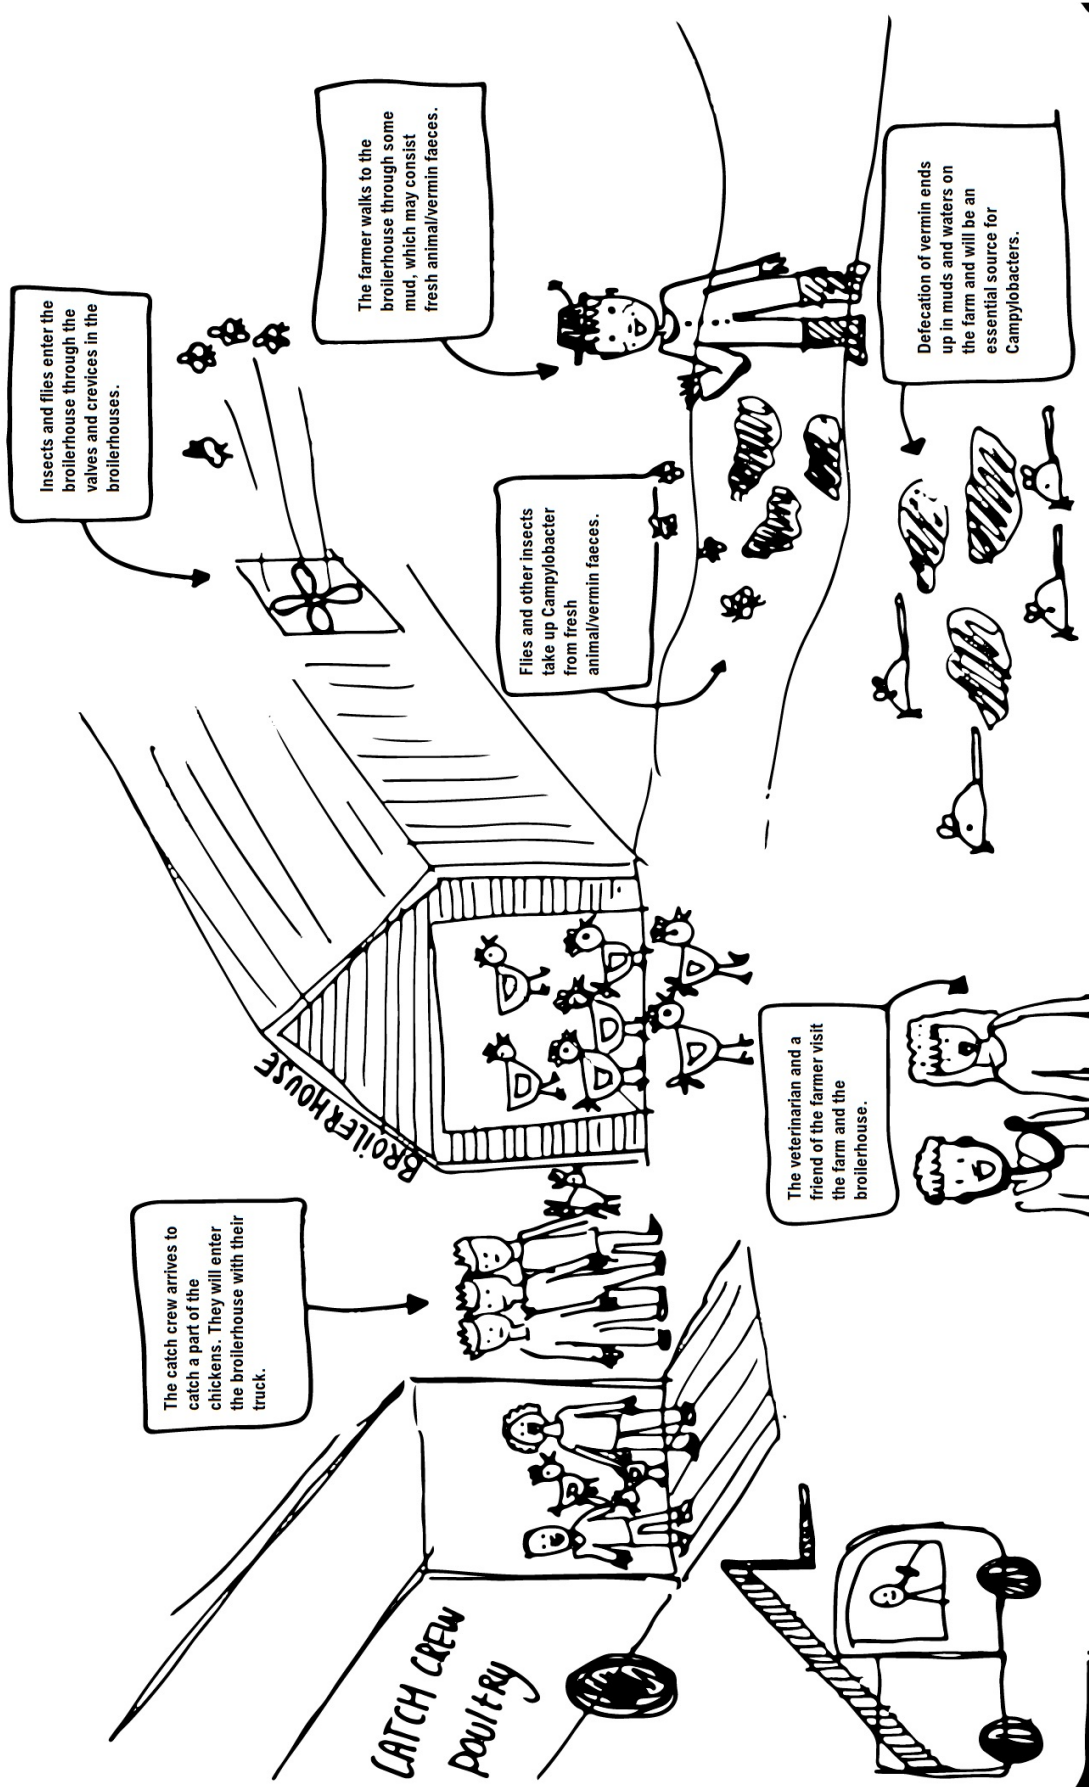 CATCH CREW
POULTRY
The catch crew arrives to
catch a part of the
chickens. They will enter
the broilerhouse with their
truck.
BROILERHOUSE
The veterinarian and a
friend of the farmer visit
the farm and the
broilerhouse.
Insects and flies enter the
broilerhouse through the
valves and crevices in the
broilerhouses.
Flies and other insects
take up Campylobacter
from fresh
animal/vermin faeces.
The farmer walks to the
broilerhouse through some
mud, which may consist
fresh animal/vermin faeces.
Defecation of vermin ends
up in muds and waters on
the farm and will be an
essential source for
Campylobacters.